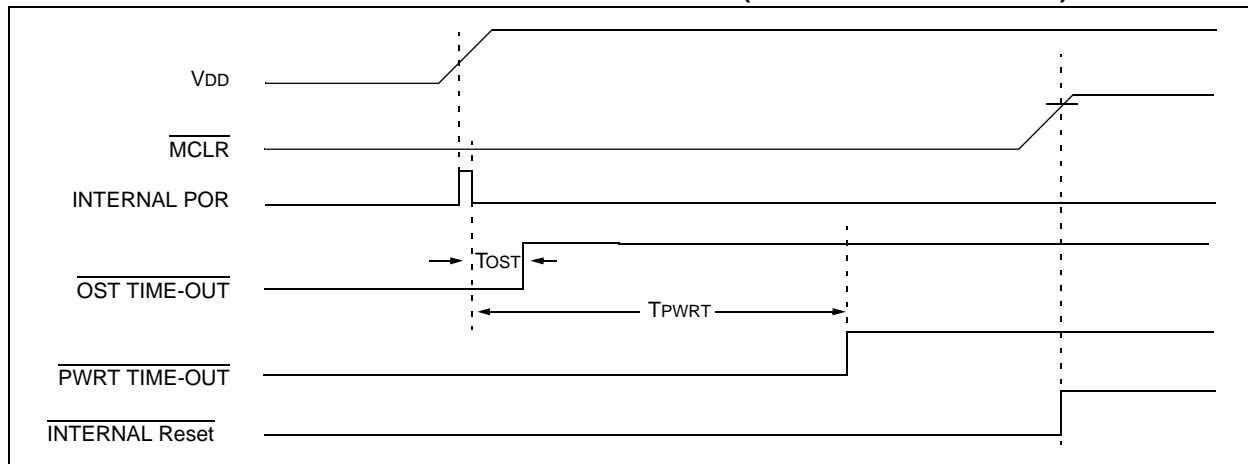 VDD
MCLR
INTERNAL POR
TOST
OST TIME-OUT
TPWRT
PWRT TIME-OUT
INTERNAL Reset